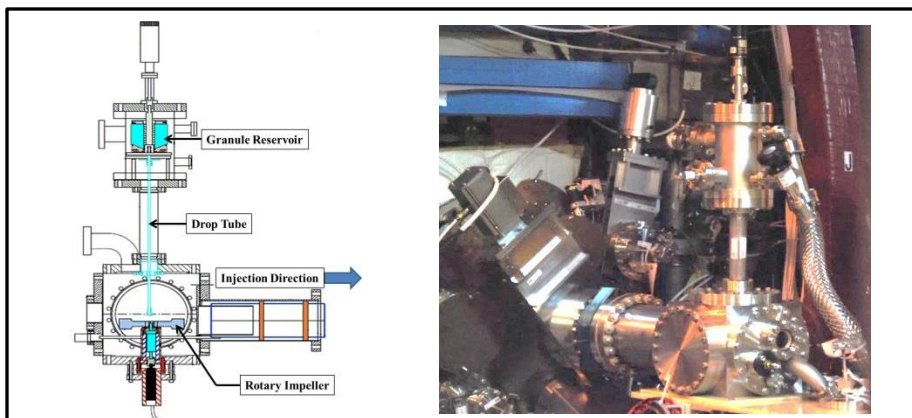 Granule Reservoir
Drop Tube
Injection Direction
Rotary Impeller